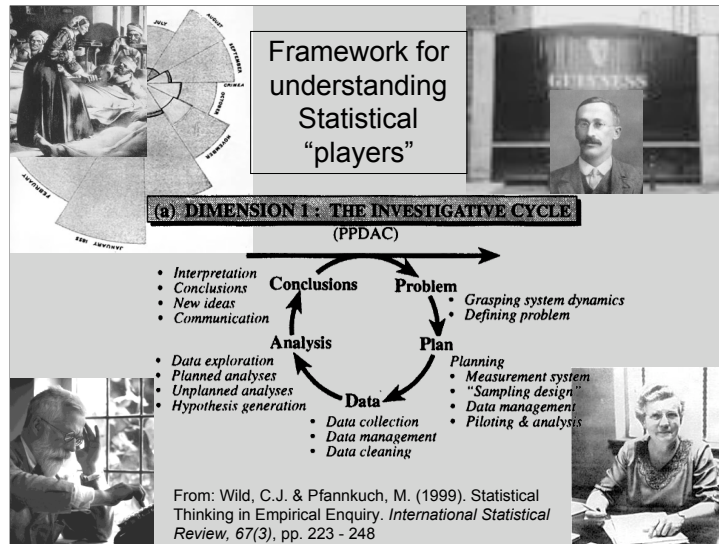 JULY
AUGUST
SEPTEMBER
CRIMEA
OCTOBER
NOVEMBER
FEBRUARY
JANUARY 1855
Framework for
understanding
Statistical
“players”
GUINNESS
(a) DIMENSION 1 : THE INVESTIGATIVE CYCLE
(PPDAC)
• Interpretation
• Conclusions
• New ideas
• Communication
Conclusions
Problem
• Grasping system dynamics
• Defining problem
Analysis
• Data exploration
• Planned analyses
• Unplanned analyses
• Hypothesis generation
Plan
Planning
• Measurement system
• “Sampling design”
• Data management
• Piloting & analysis
Data
• Data collection
• Data management
• Data cleaning
From: Wild, C.J. & Pfannkuch, M. (1999). Statistical
Thinking in Empirical Enquiry. International Statistical
Review, 67(3), pp. 223 - 248